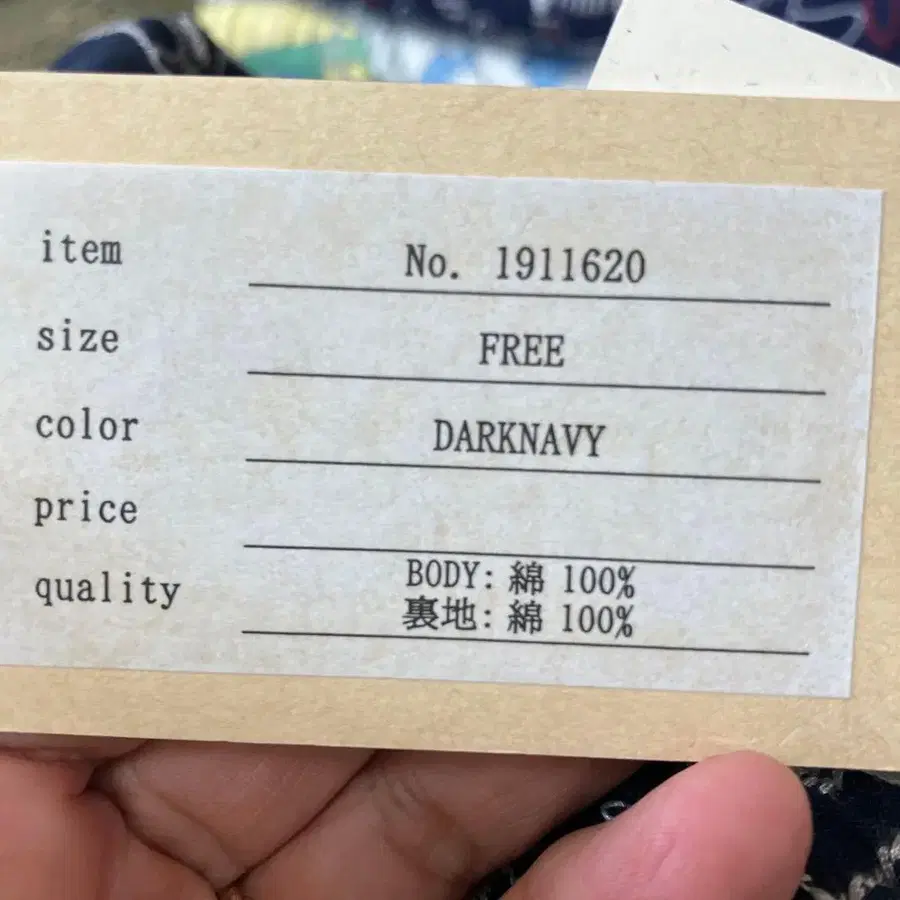 item No. 1911620
size FREE
color DARKNAVY
price
quality BODY: 綿 100%
裏地: 綿 100%